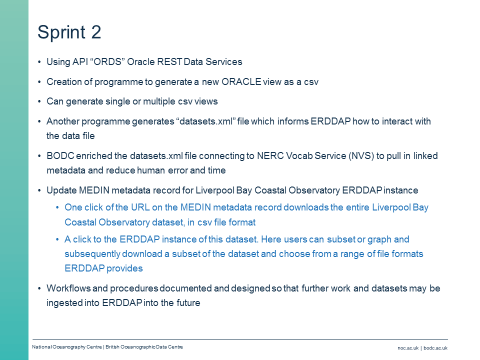 Sprint 2
• Using API “ORDS” Oracle REST Data Services
• Creation of programme to generate a new ORACLE view as a csv
• Can generate single or multiple csv views
• Another programme generates “datasets.xml” file which informs ERDDAP how to interact with
the data file
• BODC enriched the datasets.xml file connecting to NERC Vocab Service (NVS) to pull in linked
metadata and reduce human error and time
• Update MEDIN metadata record for Liverpool Bay Coastal Observatory ERDDAP instance
• One click of the URL on the MEDIN metadata record downloads the entire Liverpool Bay
Coastal Observatory dataset, in csv file format
• A click to the ERDDAP instance of this dataset. Here users can subset or graph and
subsequently download a subset of the dataset and choose from a range of file formats
ERDDAP provides
• Workflows and procedures documented and designed so that further work and datasets may be
ingested into ERDDAP into the future
National Oceanography Centre | British Oceanographic Data Centre
noc.ac.uk | bodc.ac.uk